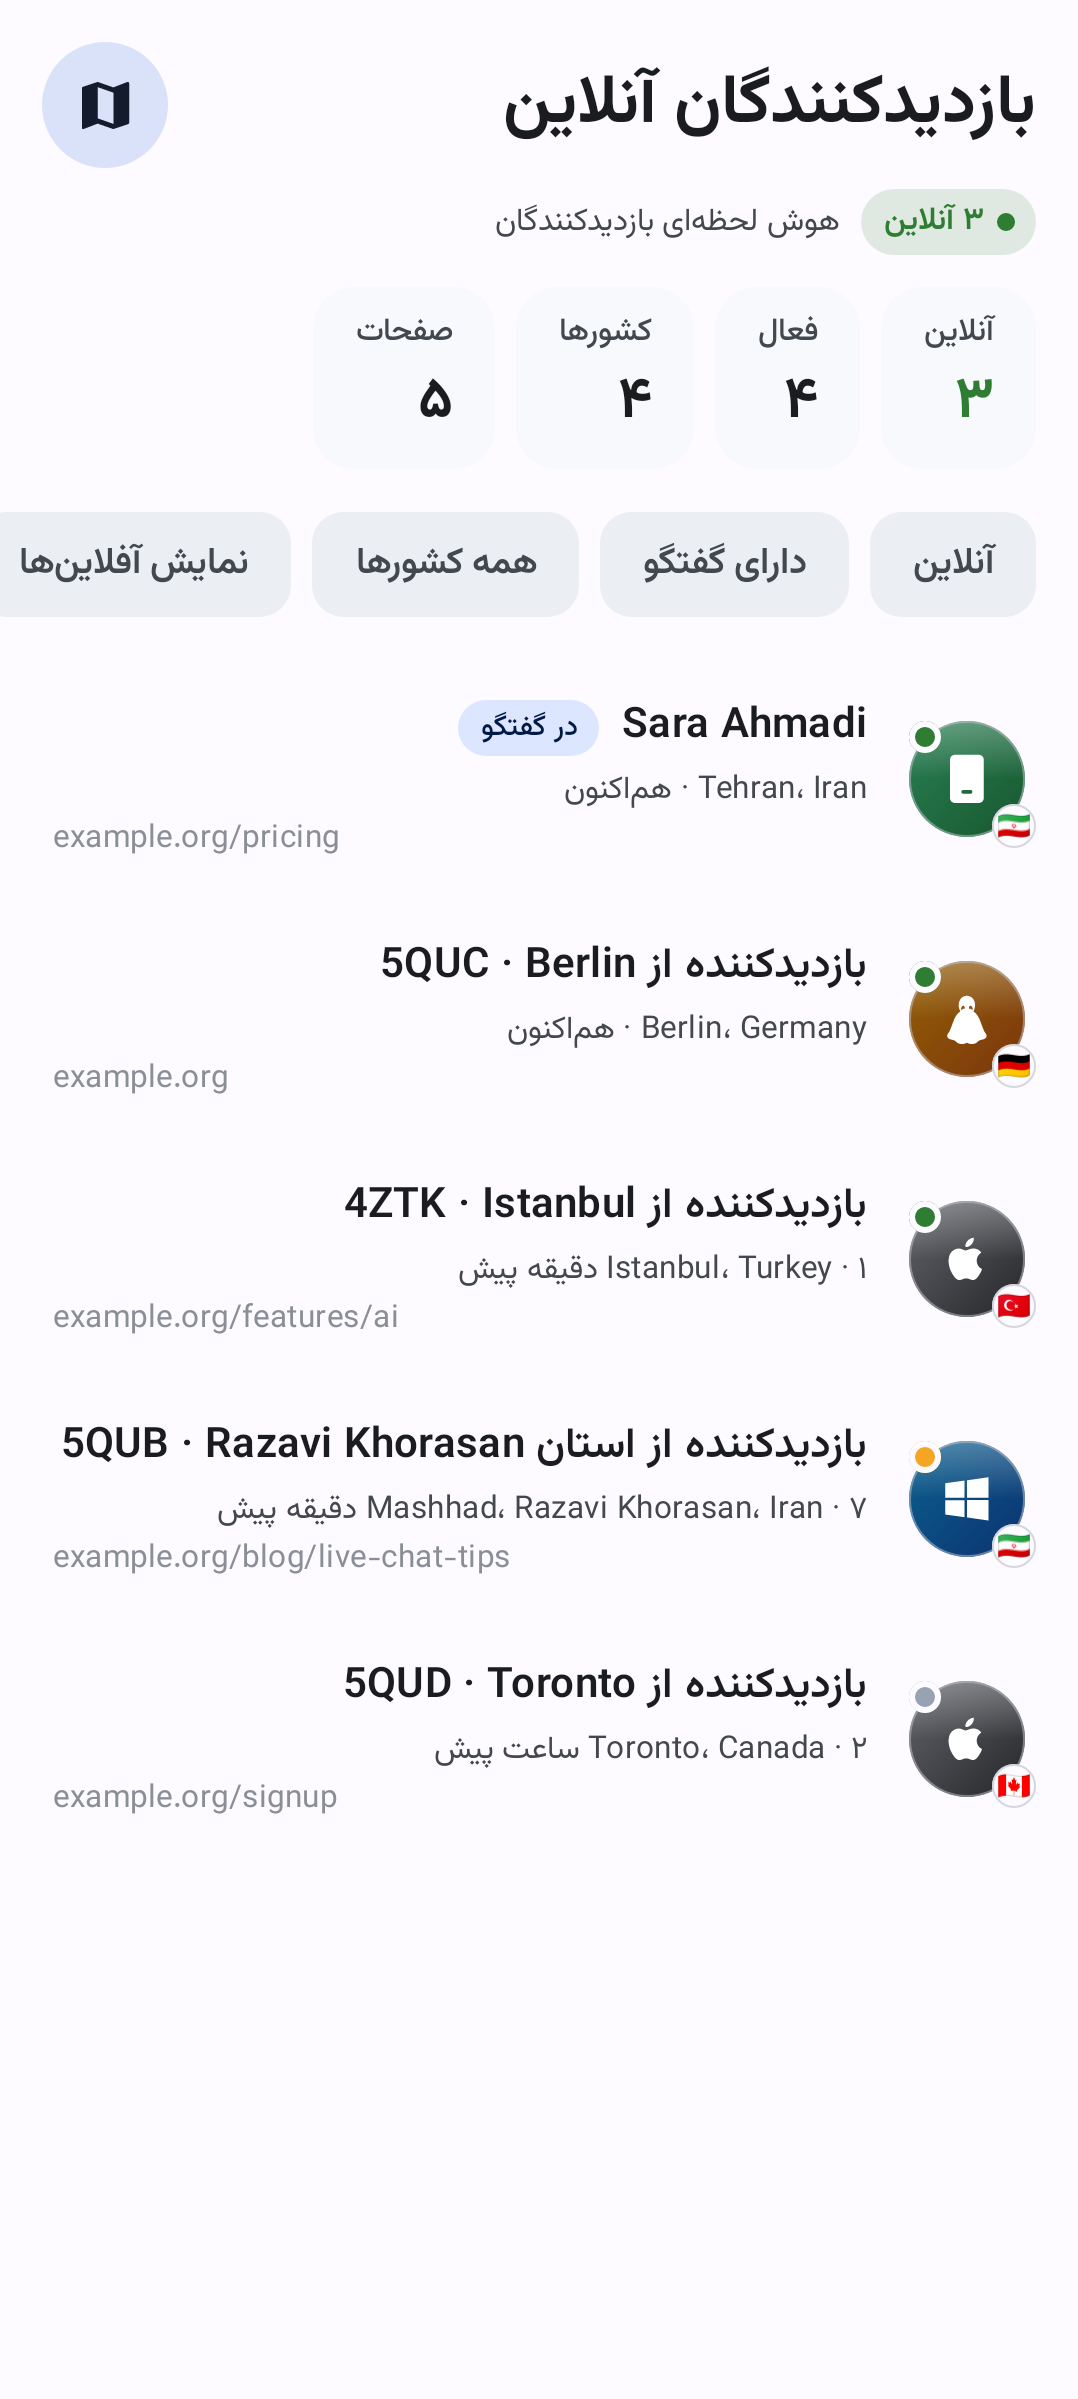 بازدیدکنندگان آنلاین
۳ آنلاین
هوش لحظه‌ای بازدیدکنندگان
آنلاین
۳
فعال
۴
کشورها
۴
صفحات
۵
آنلاین
دارای گفتگو
همه کشورها
نمایش آفلاین‌ها
Sara Ahmadi
در گفتگو
Tehran، Iran · هم‌اکنون
example.org/pricing
بازدیدکننده از 5QUC · Berlin
Berlin، Germany · هم‌اکنون
example.org
بازدیدکننده از 4ZTK · Istanbul
Istanbul، Turkey · ۱ دقیقه پیش
example.org/features/ai
بازدیدکننده از استان 5QUB · Razavi Khorasan
Mashhad، Razavi Khorasan، Iran · ۷ دقیقه پیش
example.org/blog/live-chat-tips
بازدیدکننده از 5QUD · Toronto
Toronto، Canada · ۲ ساعت پیش
example.org/signup